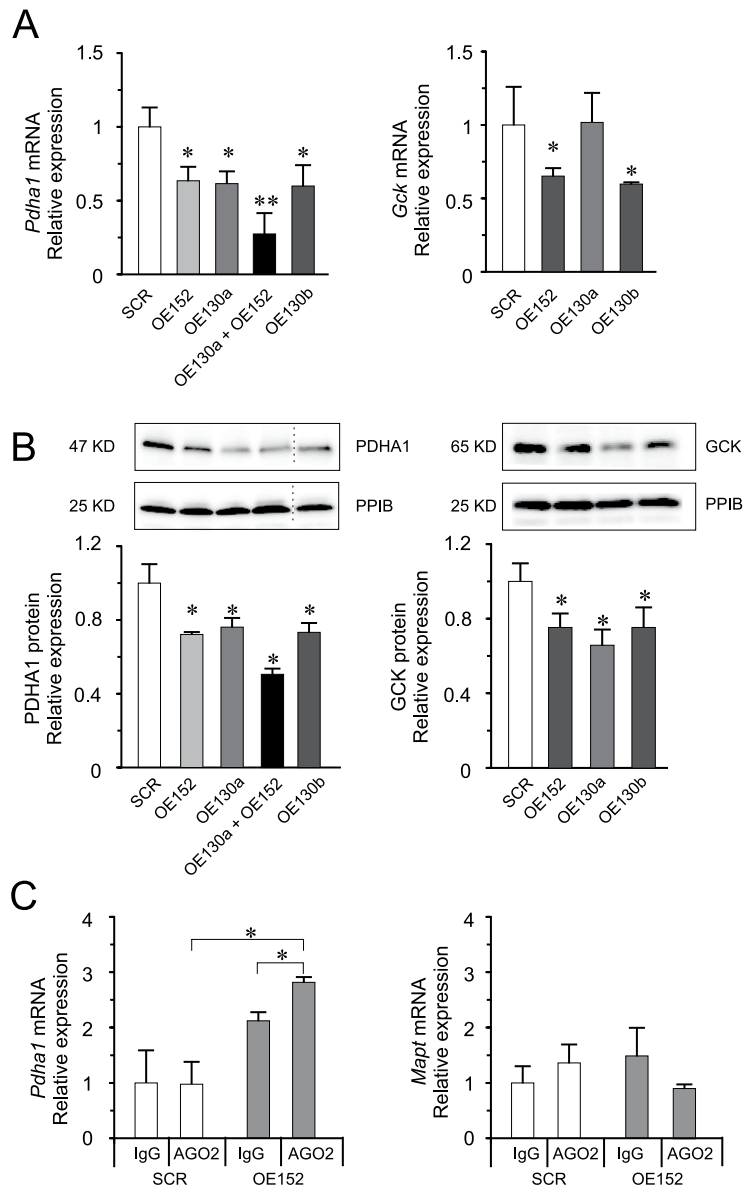 A
Pdha1 mRNA
Relative expression
1.5
1
0.5
0
*
*
**
*
SCR
OE152
OE130a
OE130a + OE152
OE130b
Gck mRNA
Relative expression
1.5
1
0.5
0
*
*
SCR
OE152
OE130a
OE130b
B
47 KD
PDHA1
25 KD
PPIB
PDHA1 protein
Relative expression
1.2
0.8
0.4
0
*
*
*
*
SCR
OE152
OE130a
OE130a + OE152
OE130b
65 KD
GCK
25 KD
PPIB
GCK protein
Relative expression
1.2
0.8
0.4
0
*
*
*
SCR
OE152
OE130a
OE130b
C
Pdha1 mRNA
Relative expression
4
3
2
1
0
*
*
IgG
AGO2
IgG
AGO2
SCR
OE152
Mapt mRNA
Relative expression
4
3
2
1
0
IgG
AGO2
IgG
AGO2
SCR
OE152